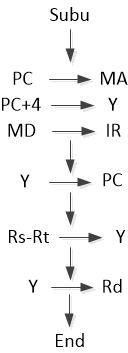 Subu
PC → MA
PC+4 → Y
MD → IR
Y → PC
Rs-Rt → Y
Y → Rd
End